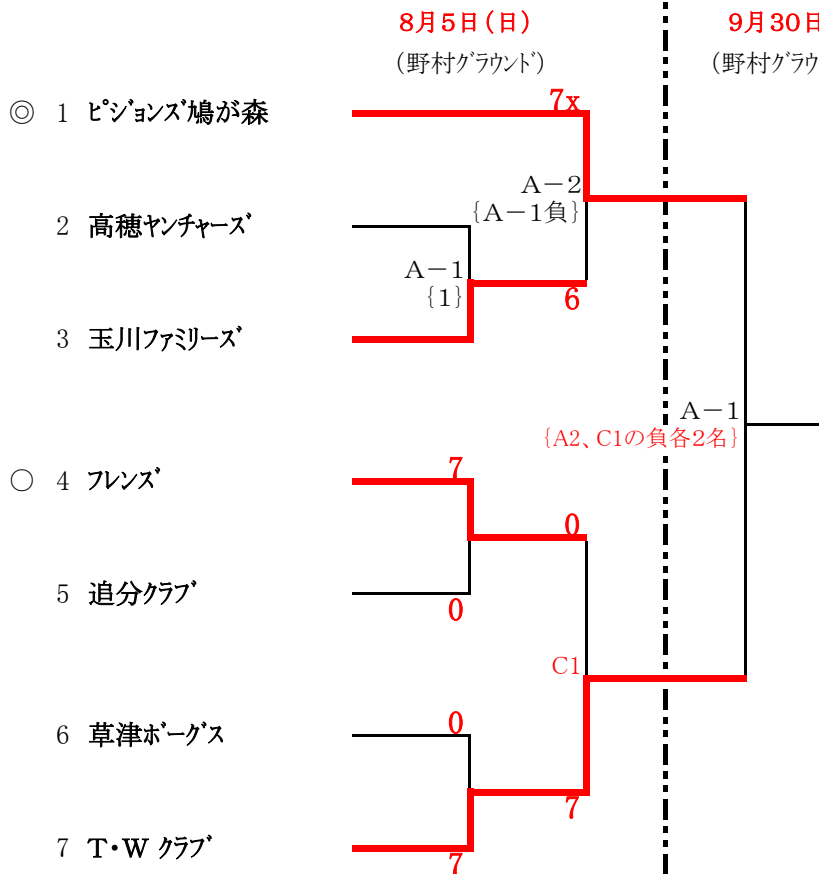 8月5日(日) 9月30日
(野村グラウンド) (野村グラウ
7x
◎ 1 ピジョンズ鳩が森
A-2
{A-1負}
2 高穂ヤンチャーズ
A-1
{1}
6
3 玉川ファミリーズ
A-1
{A2、C1の負各2名}
7
○ 4 フレンズ
0
5 追分クラブ
0
C1
0
6 草津ボーグス
7
7 T・W クラブ
7